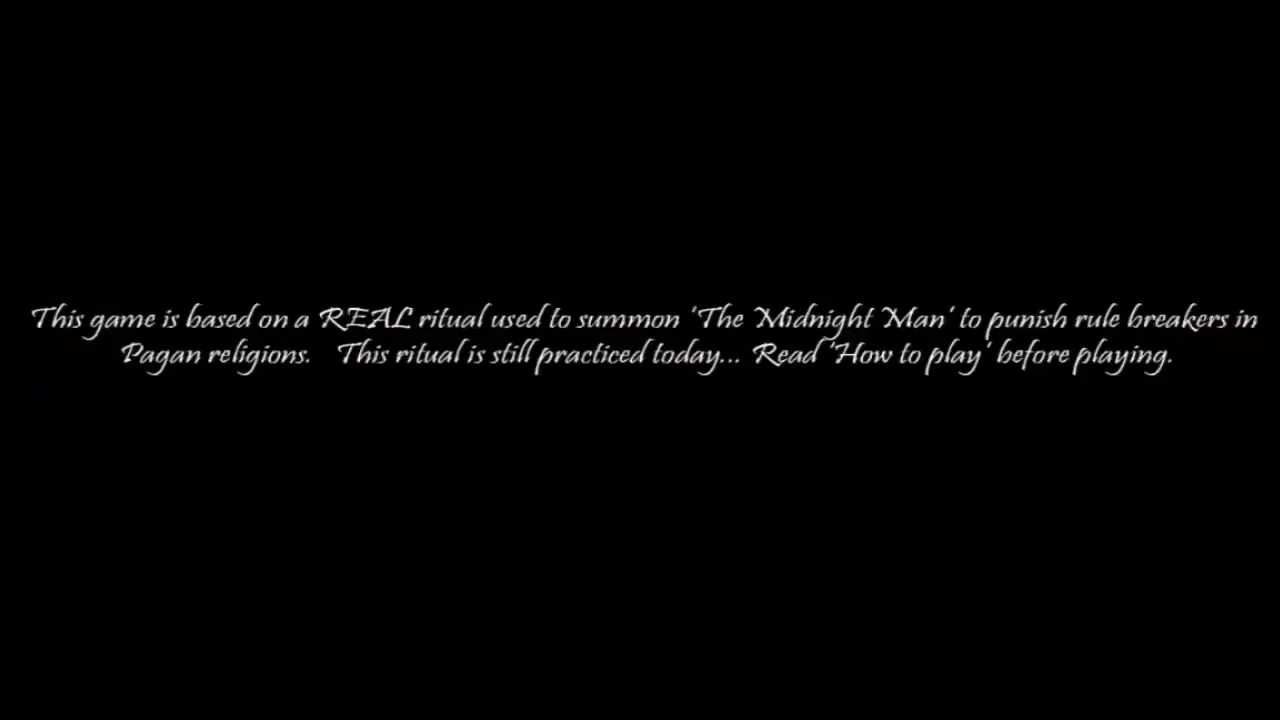 This game is based on a REAL ritual used to summon 'The Midnight Man' to punish rule breakers in
Pagan religions. This ritual is still practiced today... Read 'How to play' before playing.